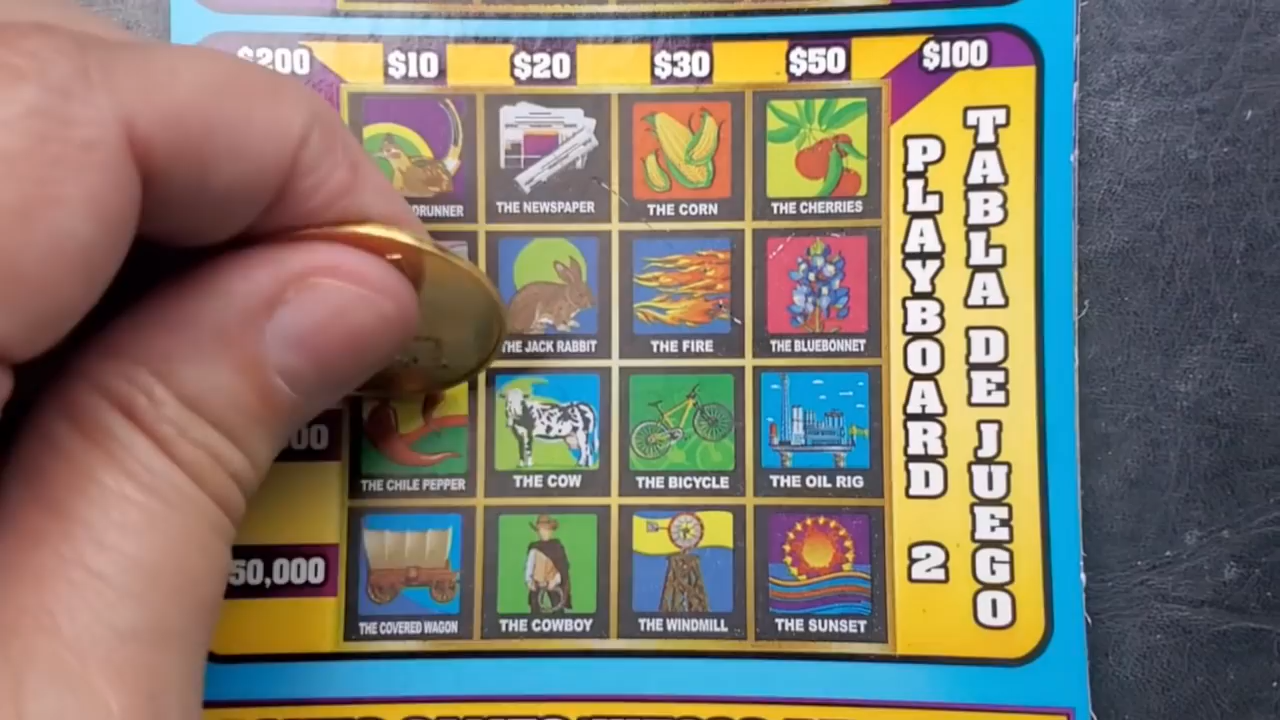 $200 $10 $20 $30 $50 $100
DRUNNER THE NEWSPAPER THE CORN THE CHERRIES
THE JACK RABBIT THE FIRE THE BLUEBONNET
00
THE CHILE PEPPER THE COW THE BICYCLE THE OIL RIG
50,000
THE COVERED WAGON THE COWBOY THE WINDMILL THE SUNSET
PLAYBOARD 2
TABLA DE JUEGO